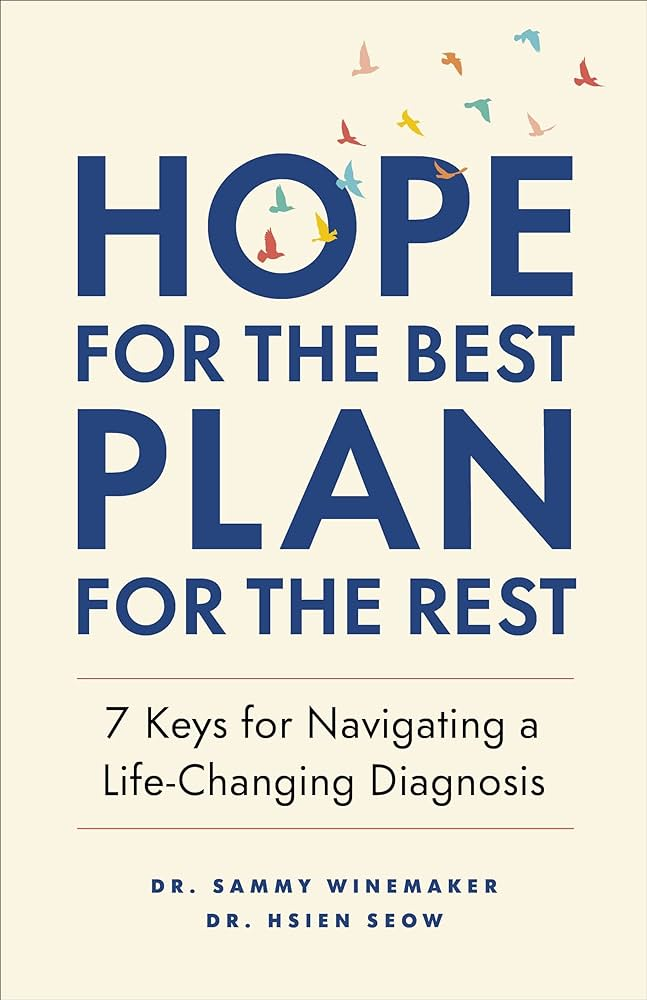 HOPE
FOR THE BEST
PLAN
FOR THE REST
7 Keys for Navigating a
Life-Changing Diagnosis
DR. SAMMY WINEMAKER
DR. HSIEN SEOW